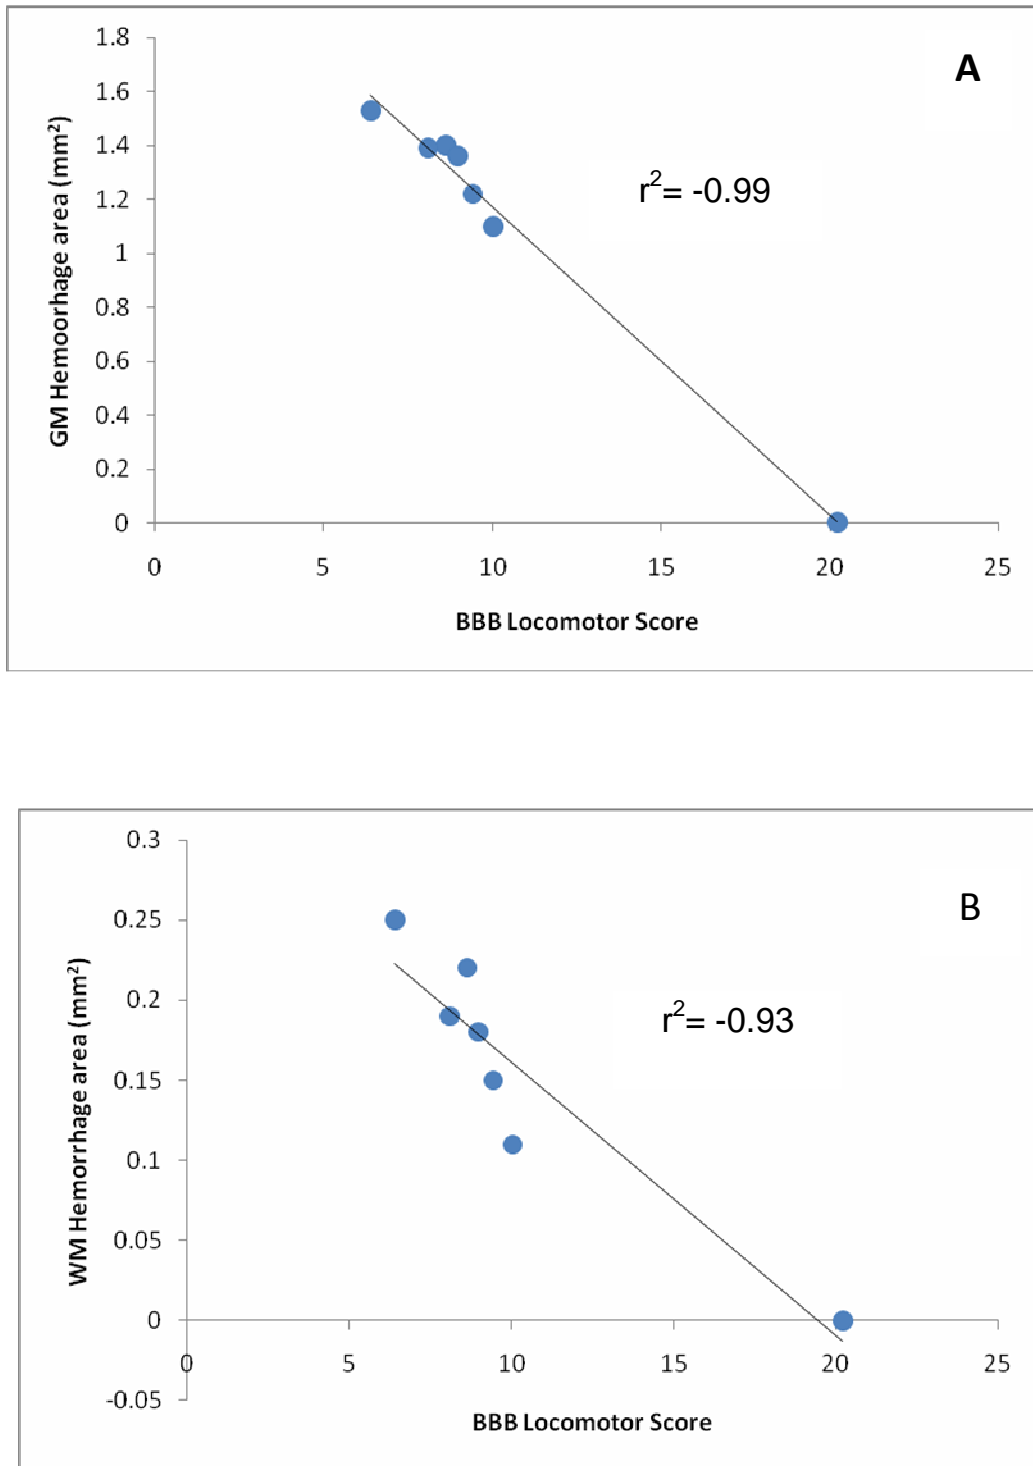 A
1.8
1.6
1.4
1.2
1
0.8
0.6
0.4
0.2
0
GM Hemoorhage area (mm²)
r²= -0.99
0 5 10 15 20 25
BBB Locomotor Score
B
0.3
0.25
0.2
0.15
0.1
0.05
0
-0.05
WM Hemorrhage area (mm²)
r²= -0.93
0 5 10 15 20 25
BBB Locomotor Score